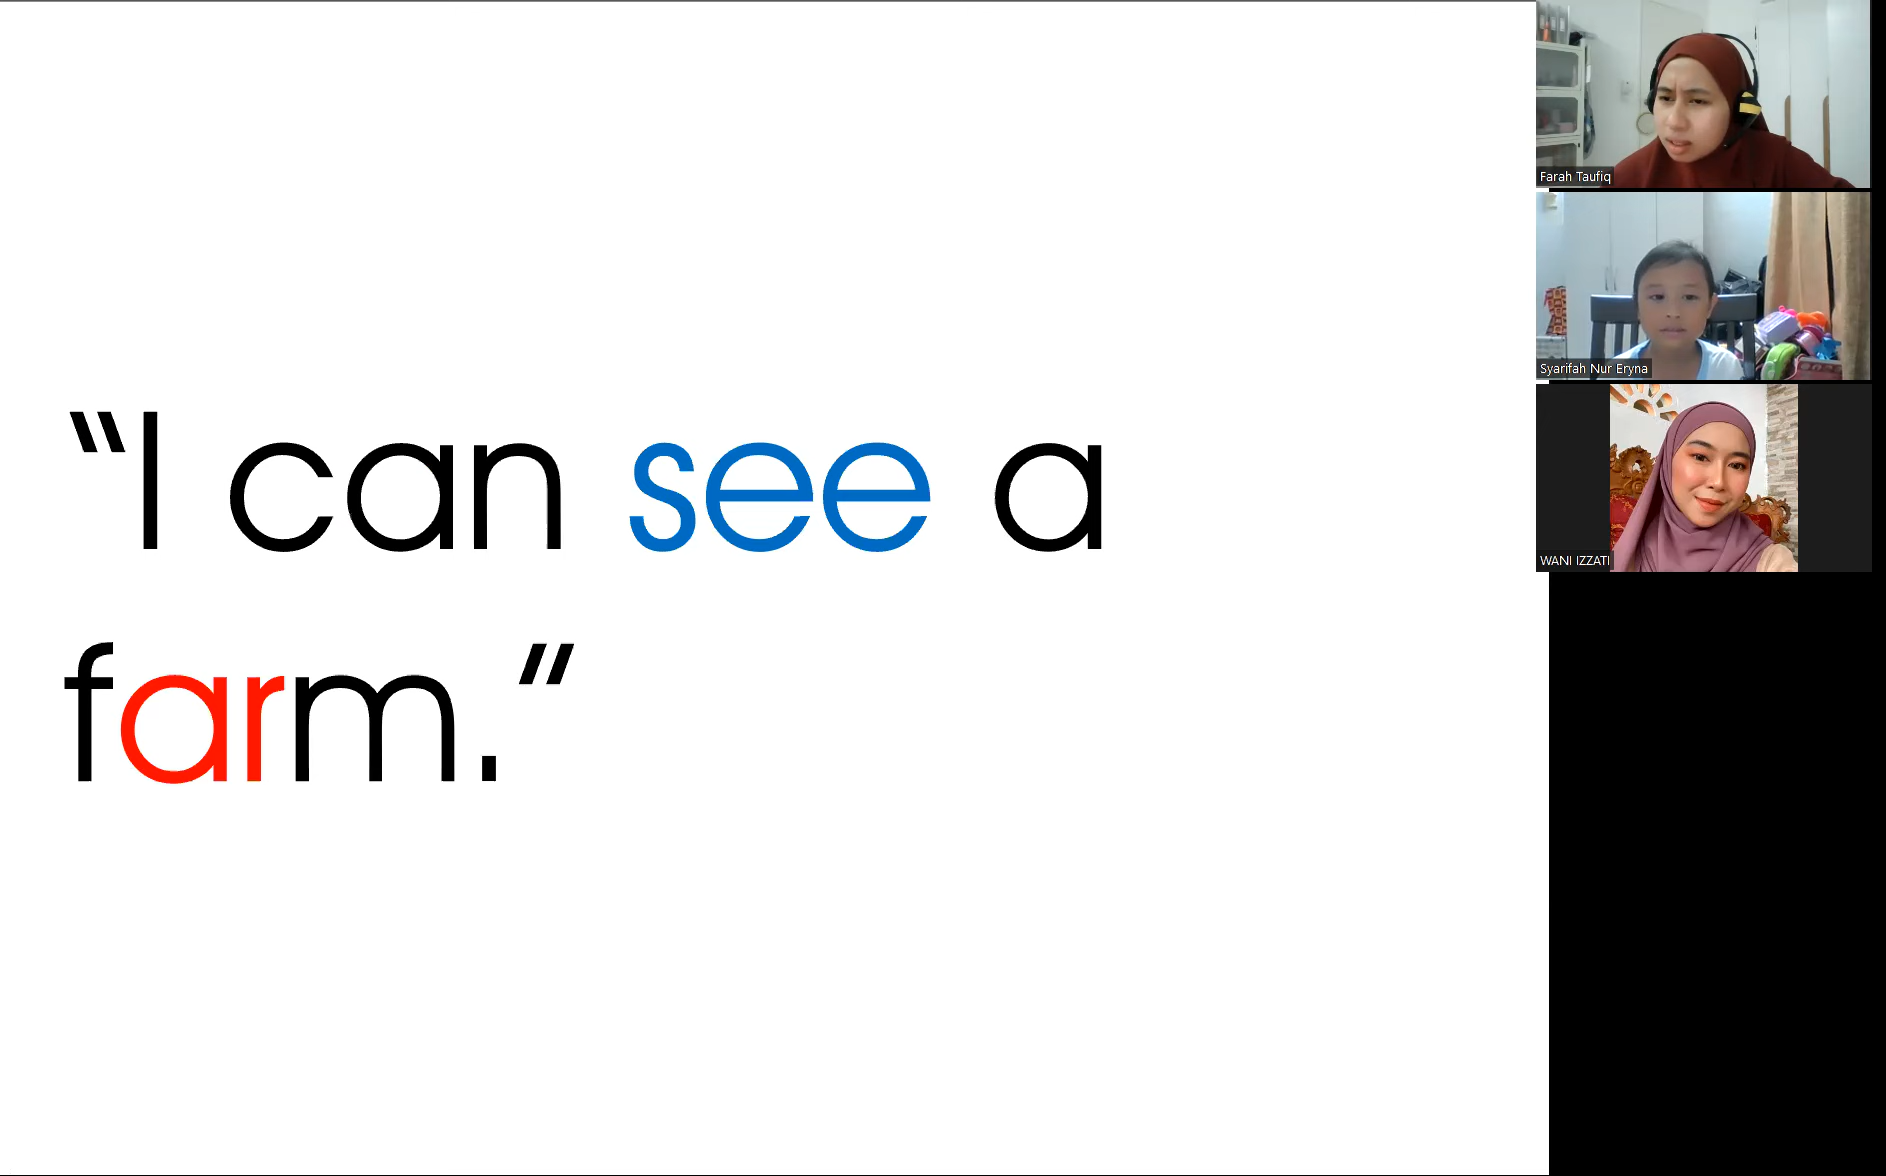 “I can see a
farm.”
Farah Taufiq
Syarifah Nur Eryna
WANI IZZATI